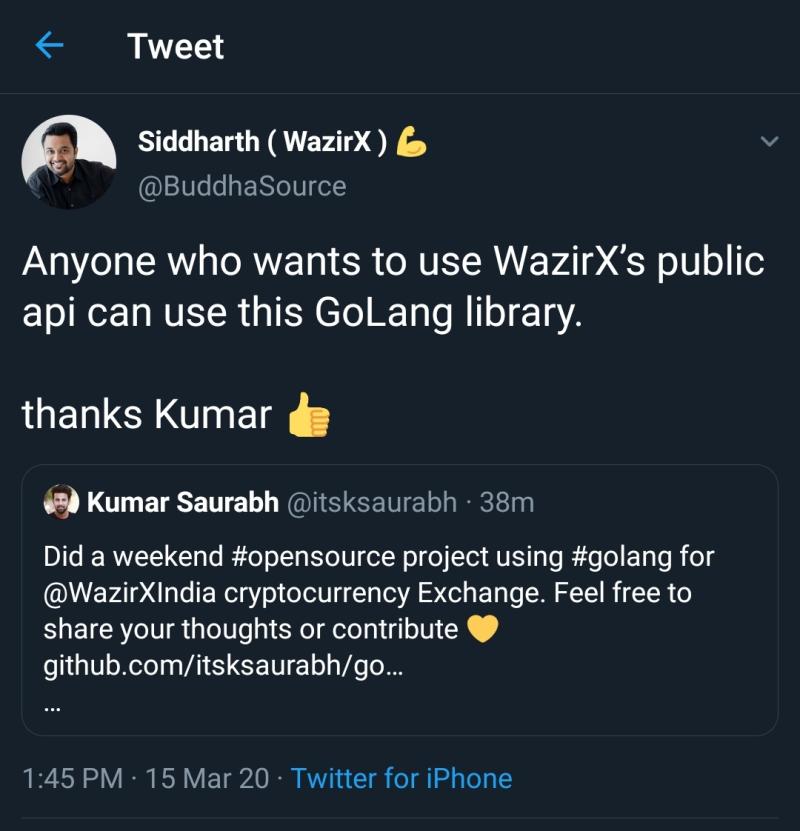 Tweet
Siddharth ( WazirX ) 💪
@BuddhaSource
Anyone who wants to use WazirX’s public
api can use this GoLang library.
thanks Kumar 👍
Kumar Saurabh @itsksaurabh · 38m
Did a weekend #opensource project using #golang for
@WazirXIndia cryptocurrency Exchange. Feel free to
share your thoughts or contribute 💛
github.com/itsksaurabh/go…
...
1:45 PM · 15 Mar 20 · Twitter for iPhone